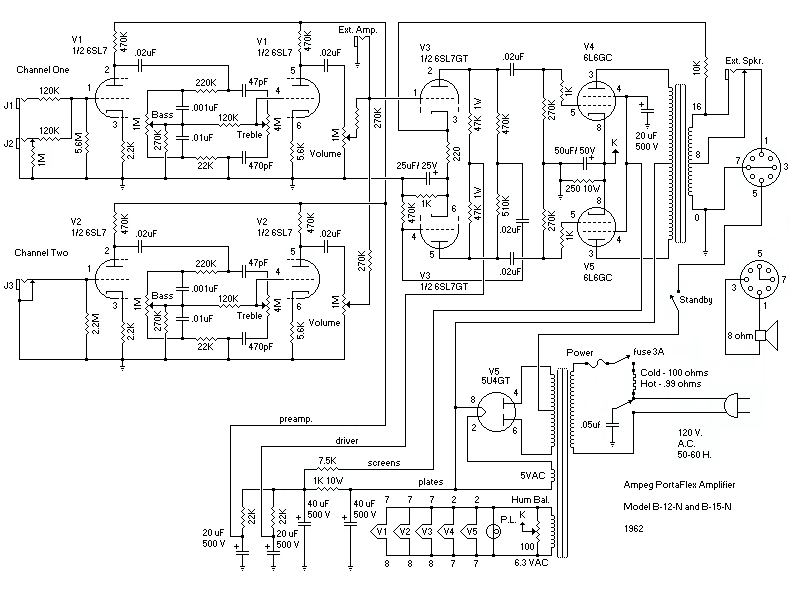 Ext. Amp.
V1
1/2 6SL7
470K
.02uF
V1
1/2 6SL7
470K
.02uF
V3
1/2 6SL7GT
.02uF
V4
6L6GC
10K
Ext. Spkr.
Channel One
J1
120K
J2
120K
1M
5.6M
1
2
3
2.2K
220K
47pF
Bass
1M
270K
.001uF
.01uF
22K
120K
Treble
4M
470pF
4
5
6
5.6K
1M
Volume
270K
1
2
3
220
25uF/ 25V
+
1K
470K
4
5
6
47K 1W
47K 1W
470K
510K
.02uF
.02uF
270K
270K
1K
1K
3
4
5
8
50uF/ 50V
+
K
250 10W
8
5
4
3
20 uF
500 V
+
16
8
0
1
7
3
5
V3
1/2 6SL7GT
V5
6L6GC
Channel Two
J3
2.2M
V2
1/2 6SL7
470K
.02uF
V2
1/2 6SL7
470K
.02uF
1
2
3
2.2K
220K
47pF
Bass
1M
270K
.001uF
.01uF
22K
120K
Treble
4M
470pF
4
5
6
5.6K
1M
Volume
270K
5
3
7
1
8 ohm
Standby
Power
fuse3A
Cold - 100 ohms
Hot - .99 ohms
.05uf
120 V.
A.C.
50-60 H.
V5
5U4GT
8
4
2
6
5VAC
preamp.
driver
screens
7.5K
plates
1K 10W
22K
22K
20 uF
500 V
+
20 uF
500 V
+
40 uF
500 V
+
40 uF
500 V
+
7 7 7 2 2
V1 V2 V3 V4 V5
8 8 8 7 7
P.L.
Hum Bal.
K
100
6.3 VAC
Ampeg PortaFlex Amplifier
Model B-12-N and B-15-N
1962